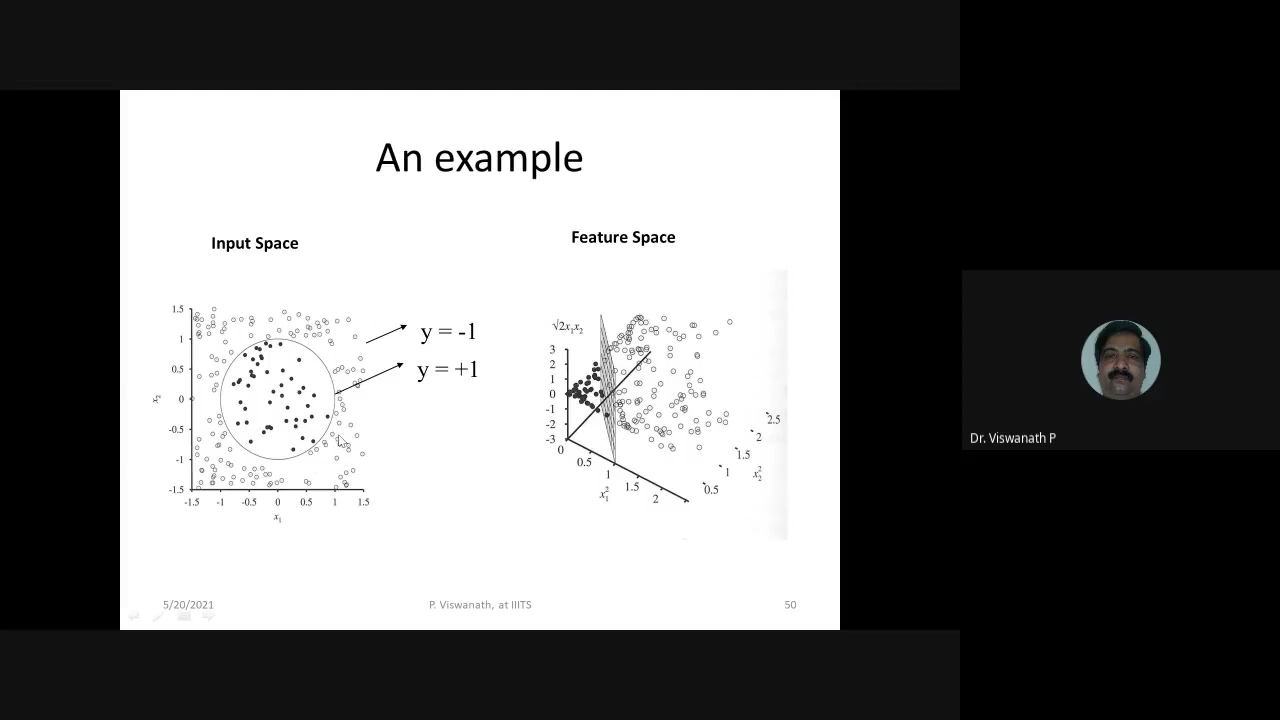 An example
Input Space
Feature Space
1.5
1
0.5
0
-0.5
-1
-1.5
x₂
-1.5 -1 -0.5 0 0.5 1 1.5
x₁
y = -1
y = +1
√2x₁x₂
3
2
1
0
-1
-2
-3
0
0.5
1
1.5
2
x₁²
0.5
1
1.5
2
2.5
x₂²
5/20/2021
P. Viswanath, at IIITS
50
Dr. Viswanath P